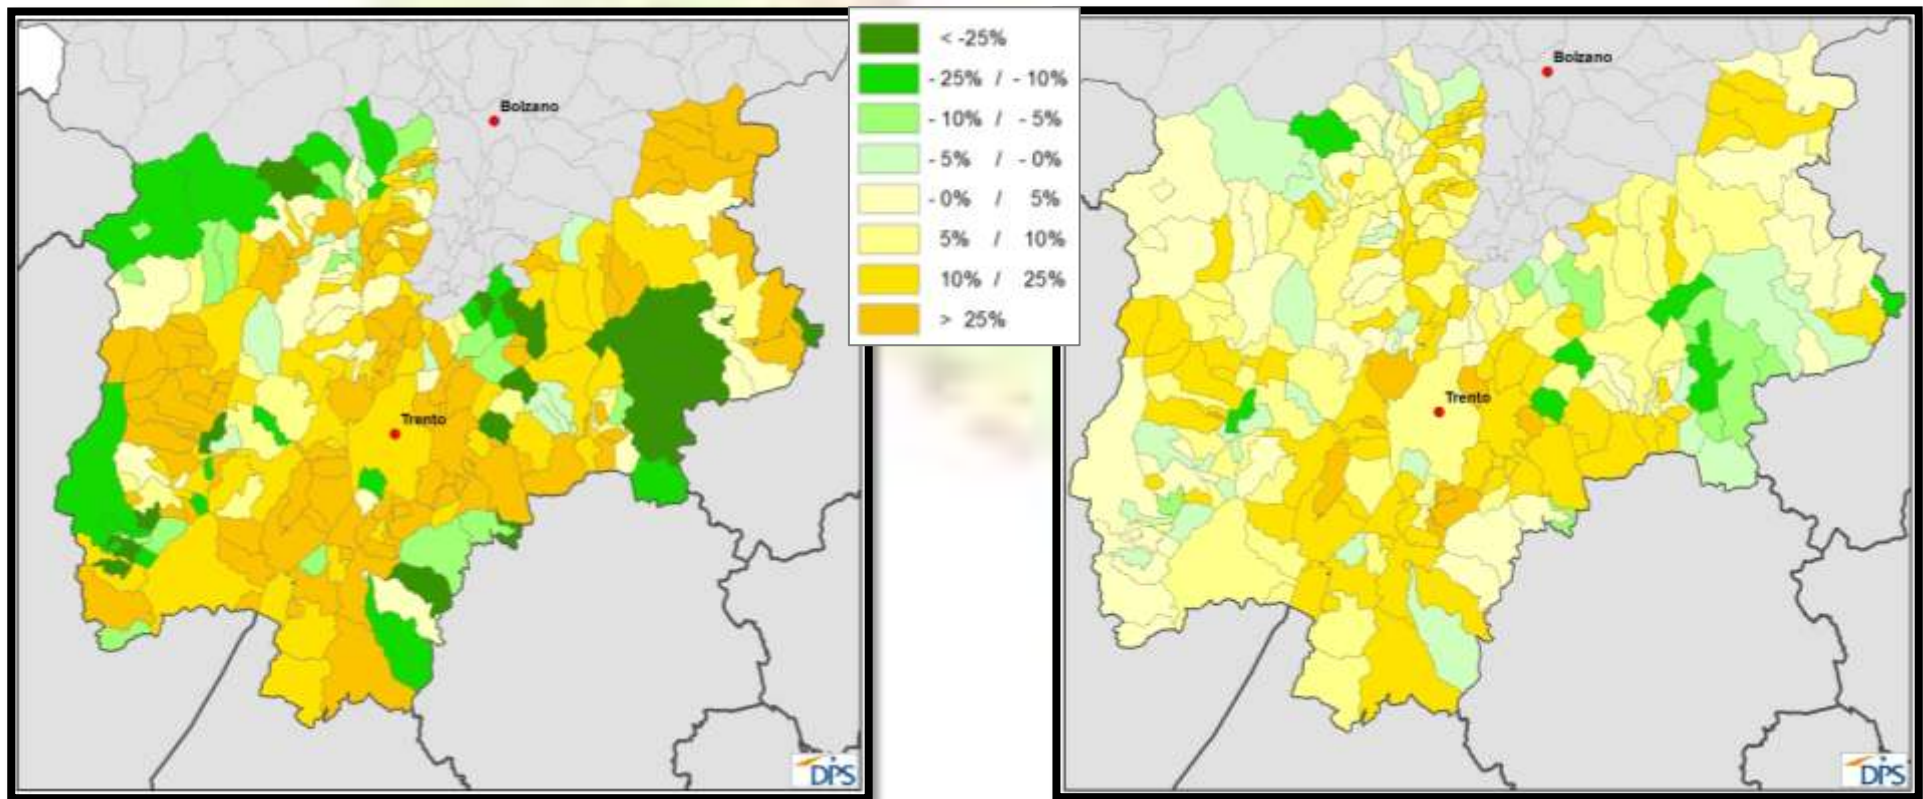 Bolzano
Trento
DPS
< -25%
- 25% / - 10%
- 10% / - 5%
- 5% / - 0%
- 0% / 5%
5% / 10%
10% / 25%
> 25%
Bolzano
Trento
DPS